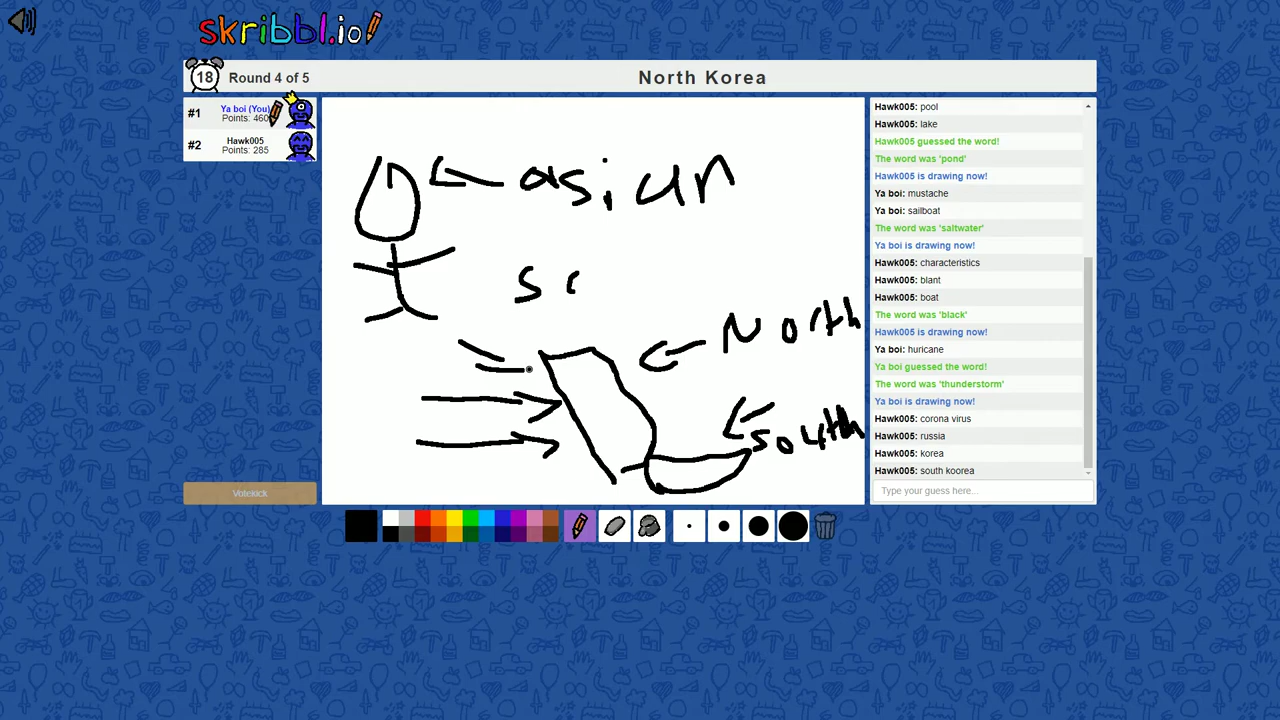 skribbl.io
18 Round 4 of 5
North Korea
#1 Ya boi (You)
Points: 460
#2 Hawk005
Points: 285
Votekick
asian
s
North
south
Hawk005: pool
Hawk005: lake
Hawk005 guessed the word!
The word was 'pond'
Hawk005 is drawing now!
Ya boi: mustache
Ya boi: sailboat
The word was 'saltwater'
Ya boi is drawing now!
Hawk005: characteristics
Hawk005: blant
Hawk005: boat
The word was 'black'
Hawk005 is drawing now!
Ya boi: huricane
Ya boi guessed the word!
The word was 'thunderstorm'
Ya boi is drawing now!
Hawk005: corona virus
Hawk005: russia
Hawk005: korea
Hawk005: south koorea
Type your guess here...